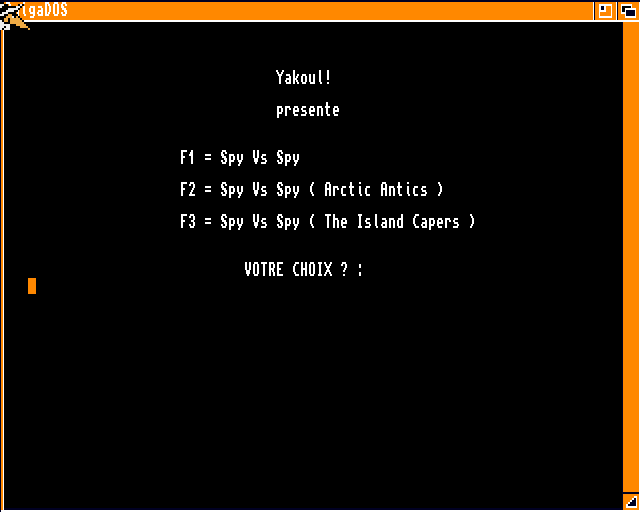 igaDOS
Yakoul!
presente
F1 = Spy Vs Spy
F2 = Spy Vs Spy ( Arctic Antics )
F3 = Spy Vs Spy ( The Island Capers )
VOTRE CHOIX ? :